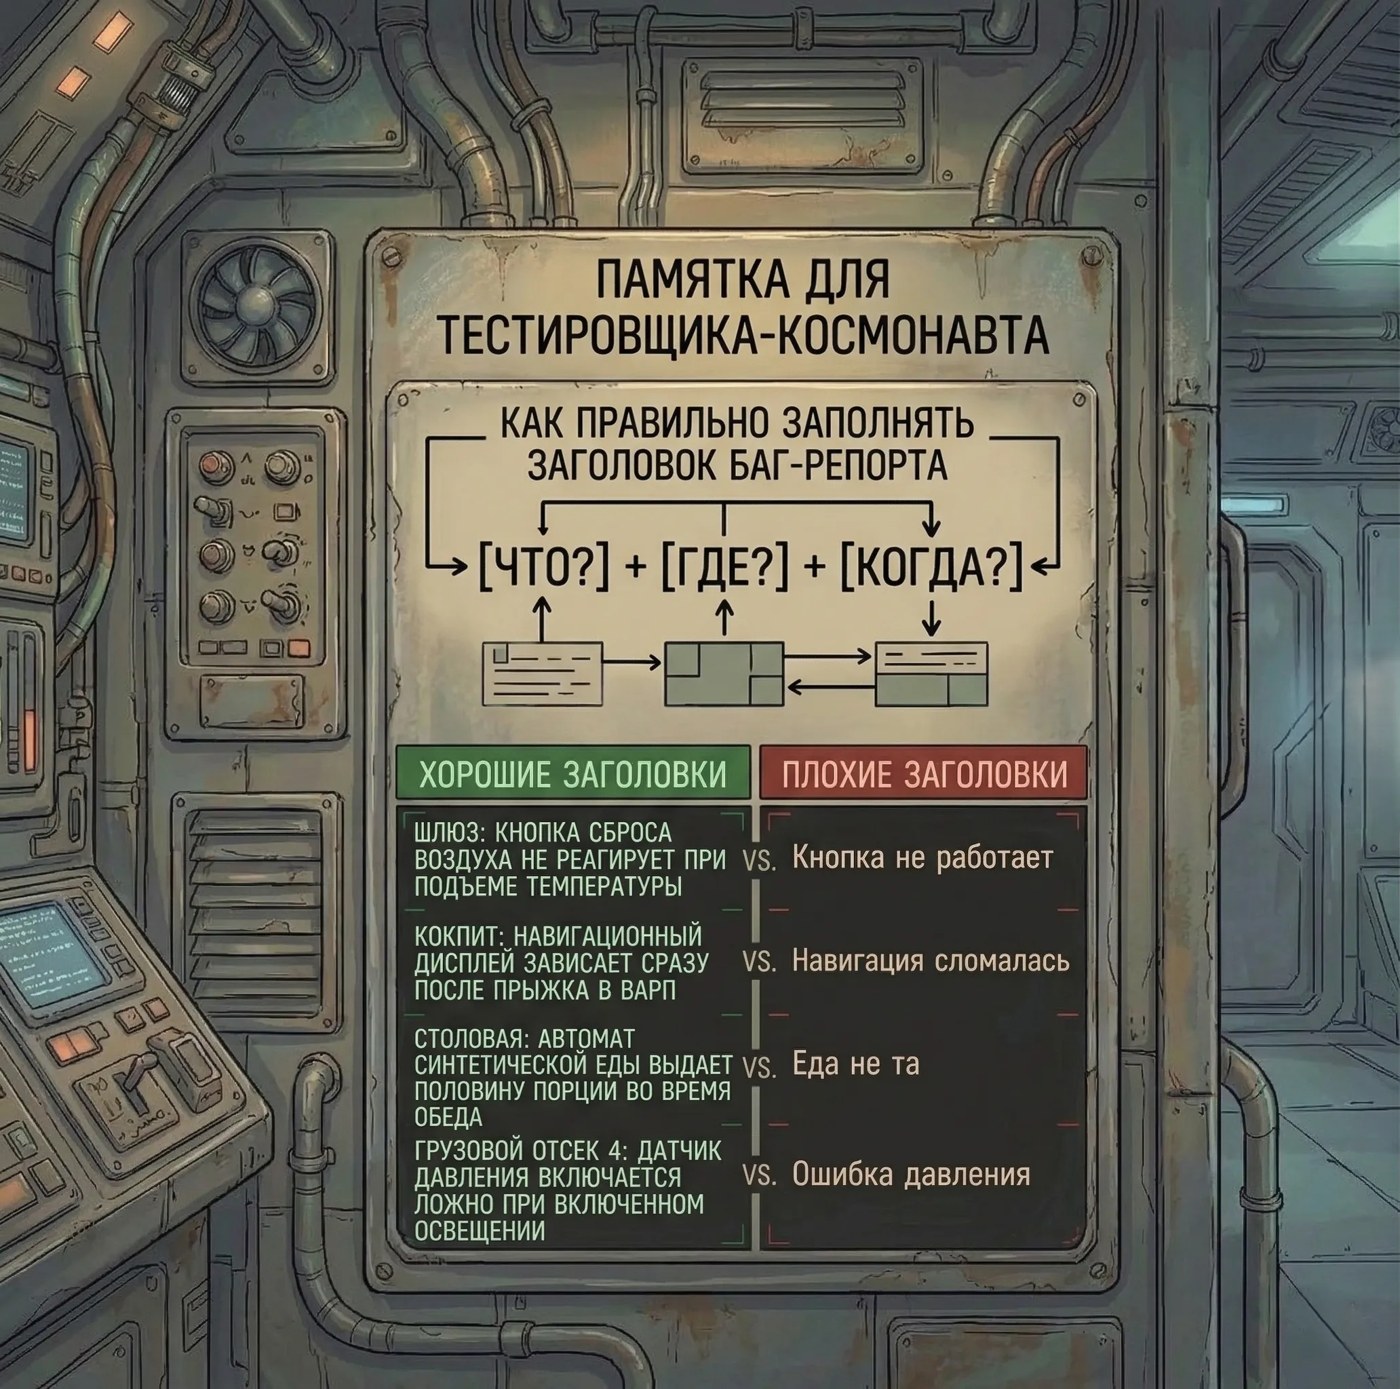 ПАМЯТКА ДЛЯ
ТЕСТИРОВЩИКА-КОСМОНАВТА
КАК ПРАВИЛЬНО ЗАПОЛНЯТЬ
ЗАГОЛОВОК БАГ-РЕПОРТА
[ЧТО?] + [ГДЕ?] + [КОГДА?]
ХОРОШИЕ ЗАГОЛОВКИ
ПЛОХИЕ ЗАГОЛОВКИ
ШЛЮЗ: КНОПКА СБРОСА
ВОЗДУХА НЕ РЕАГИРУЕТ ПРИ
ПОДЪЕМЕ ТЕМПЕРАТУРЫ
VS.
Кнопка не работает
КОКПИТ: НАВИГАЦИОННЫЙ
ДИСПЛЕЙ ЗАВИСАЕТ СРАЗУ
ПОСЛЕ ПРЫЖКА В ВАРП
VS.
Навигация сломалась
СТОЛОВАЯ: АВТОМАТ
СИНТЕТИЧЕСКОЙ ЕДЫ ВЫДАЕТ
ПОЛОВИНУ ПОРЦИИ ВО ВРЕМЯ
ОБЕДА
VS.
Еда не та
ГРУЗОВОЙ ОТСЕК 4: ДАТЧИК
ДАВЛЕНИЯ ВКЛЮЧАЕТСЯ
ЛОЖНО ПРИ ВКЛЮЧЕННОМ
ОСВЕЩЕНИИ
VS.
Ошибка давления